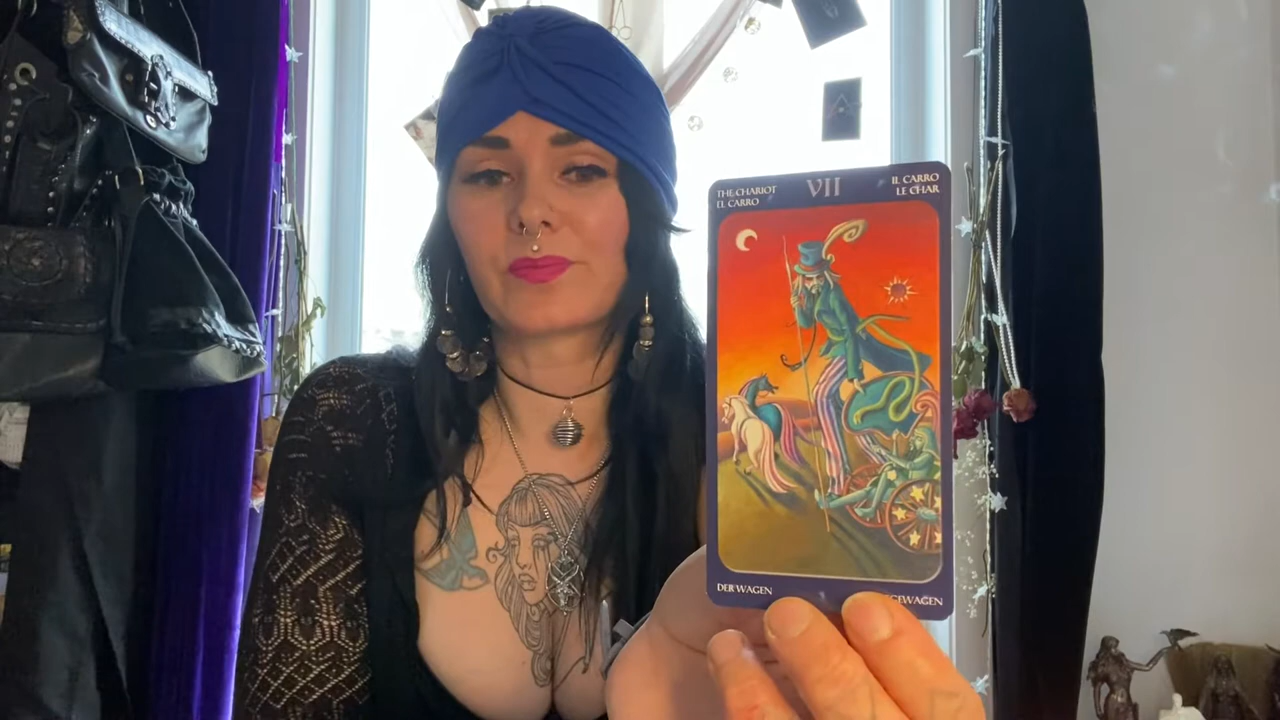 THE CHARIOT
EL CARRO
VII
IL CARRO
LE CHAR
DER WAGEN